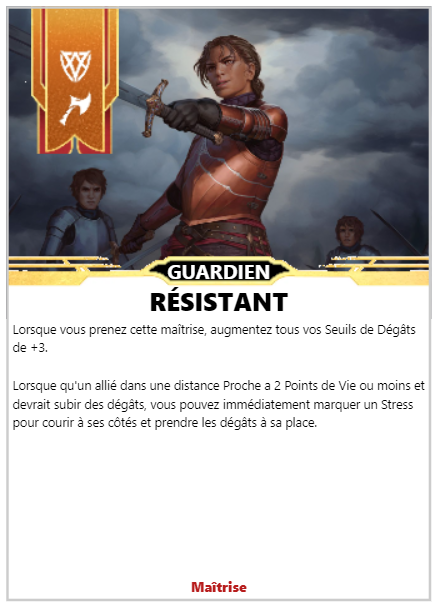 GUARDIEN
RÉSISTANT
Lorsque vous prenez cette maîtrise, augmentez tous vos Seuils de Dégâts
de +3.
Lorsque qu'un allié dans une distance Proche a 2 Points de Vie ou moins et
devrait subir des dégâts, vous pouvez immédiatement marquer un Stress
pour courir à ses côtés et prendre les dégâts à sa place.
Maîtrise